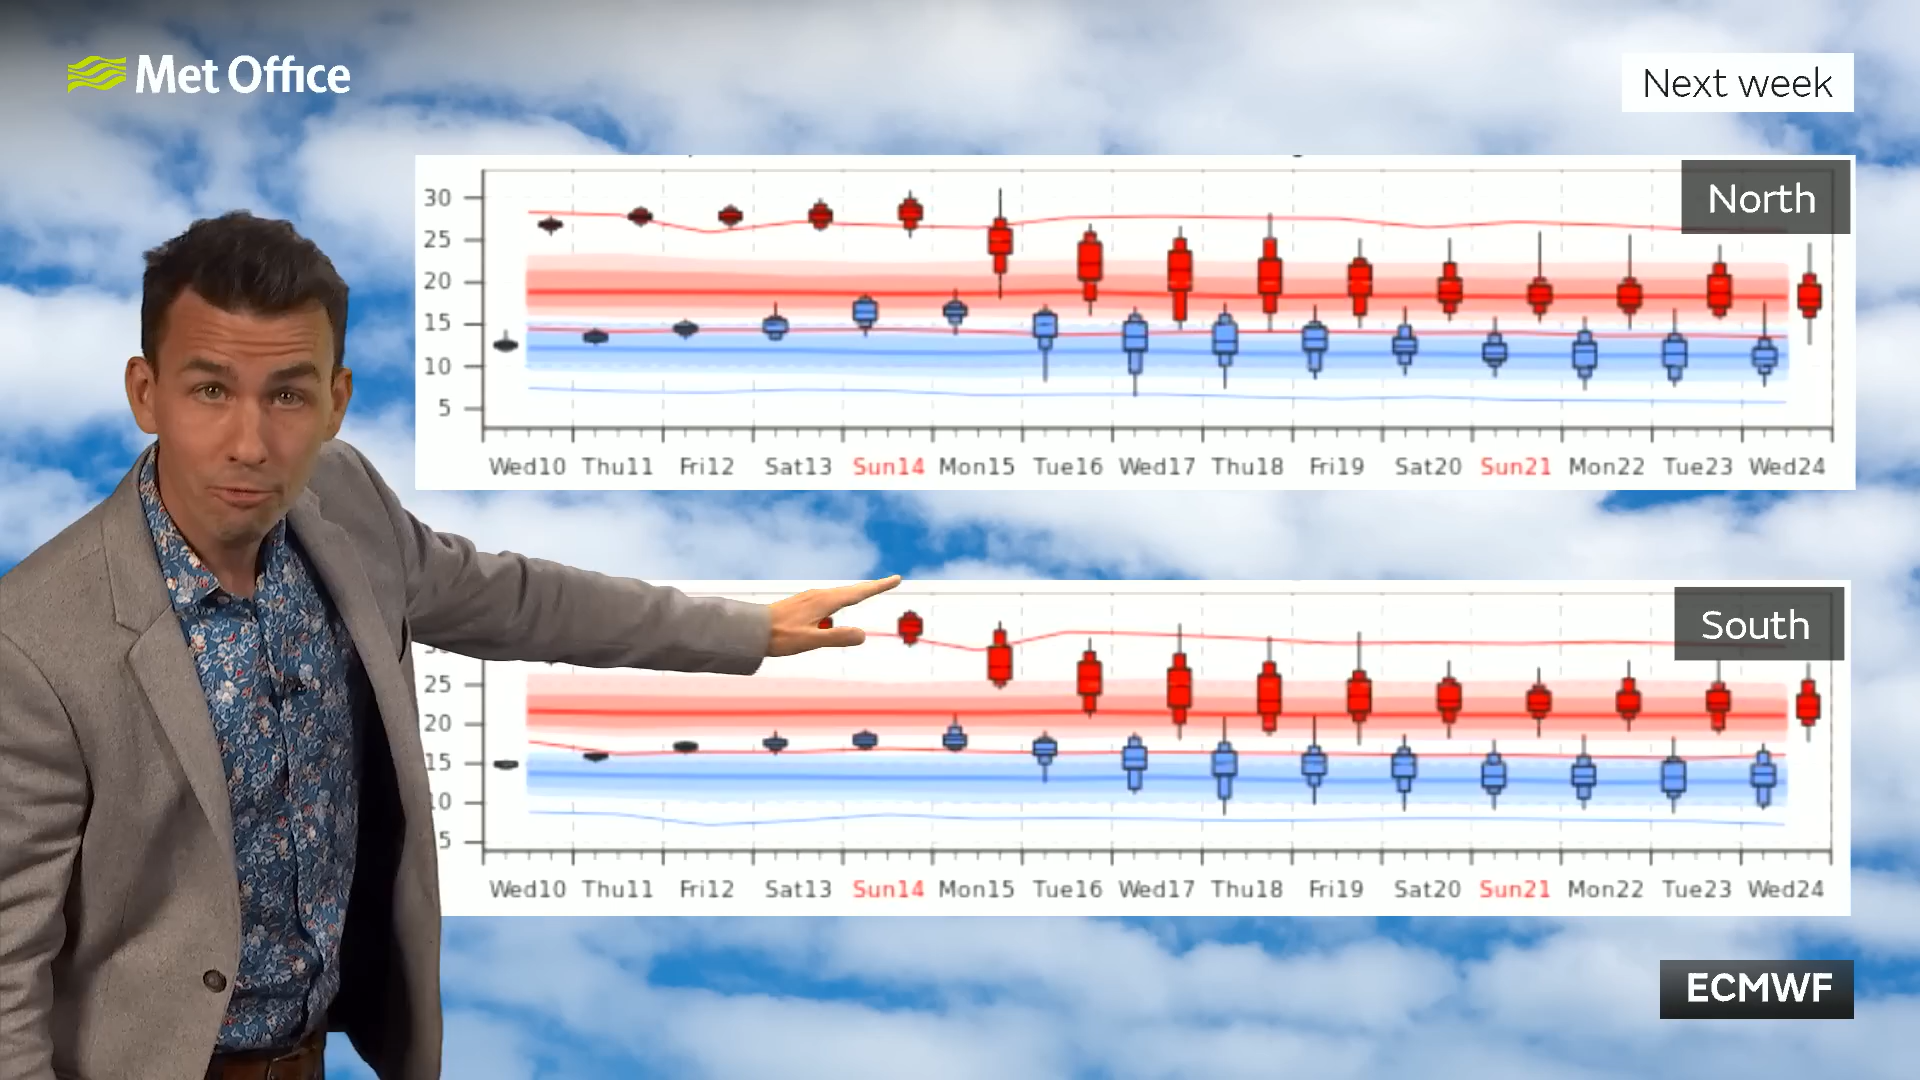 Met Office
Next week
North
30
25
20
15
10
5
Wed10 Thu11 Fri12 Sat13 Sun14 Mon15 Tue16 Wed17 Thu18 Fri19 Sat20 Sun21 Mon22 Tue23 Wed24
South
25
20
15
10
5
Wed10 Thu11 Fri12 Sat13 Sun14 Mon15 Tue16 Wed17 Thu18 Fri19 Sat20 Sun21 Mon22 Tue23 Wed24
ECMWF